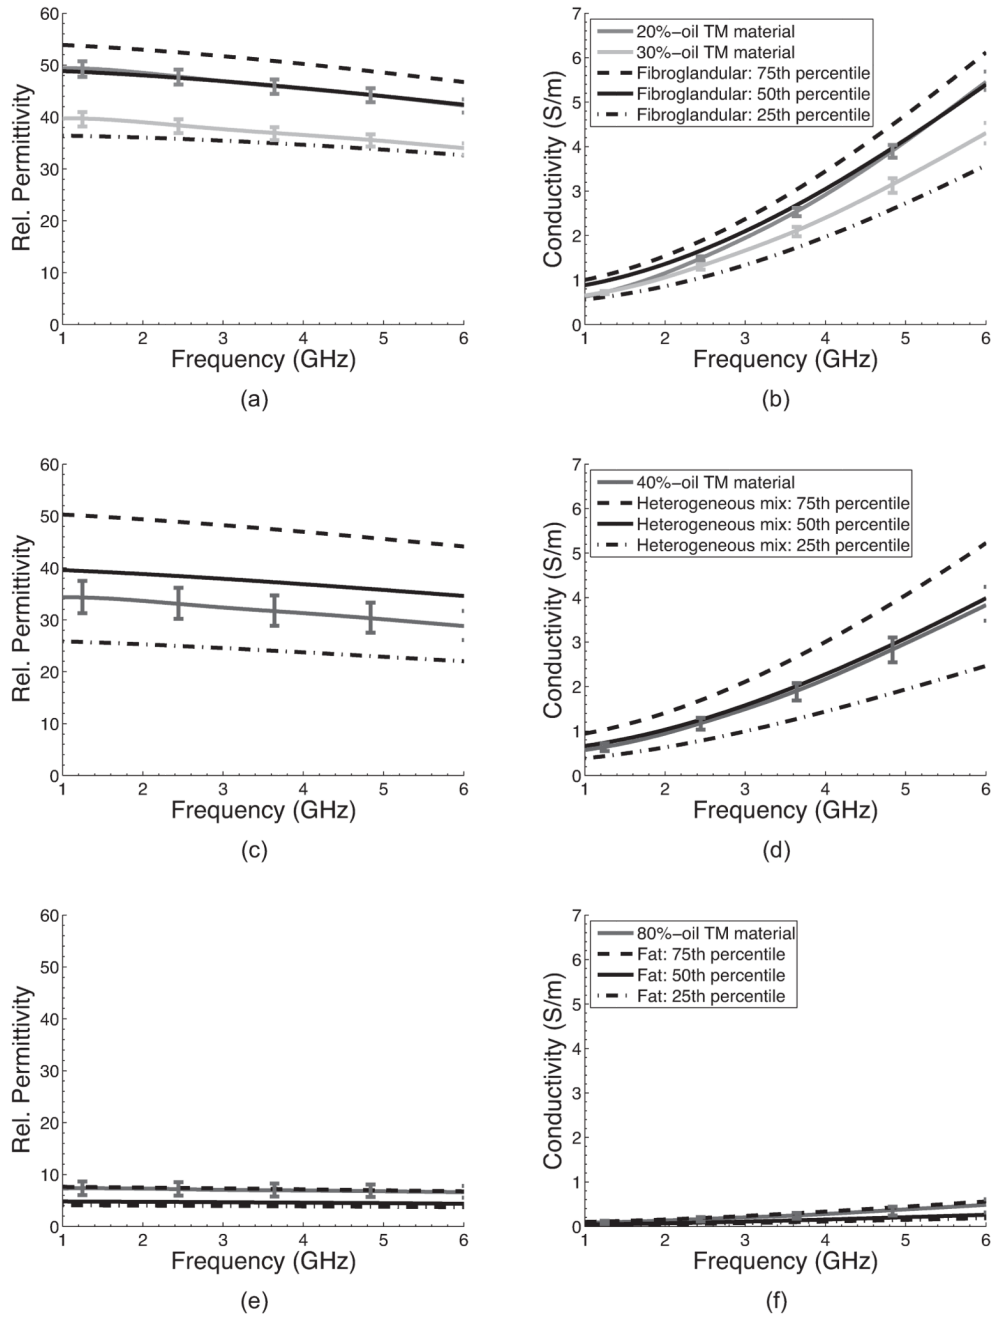 60
50
40
30
20
10
0
Rel. Permittivity
1 2 3 4 5 6
Frequency (GHz)
(a)
7
6
5
4
3
2
1
0
Conductivity (S/m)
20%−oil TM material
30%−oil TM material
Fibroglandular: 75th percentile
Fibroglandular: 50th percentile
Fibroglandular: 25th percentile
1 2 3 4 5 6
Frequency (GHz)
(b)
60
50
40
30
20
10
0
Rel. Permittivity
1 2 3 4 5 6
Frequency (GHz)
(c)
7
6
5
4
3
2
1
0
Conductivity (S/m)
40%−oil TM material
Heterogeneous mix: 75th percentile
Heterogeneous mix: 50th percentile
Heterogeneous mix: 25th percentile
1 2 3 4 5 6
Frequency (GHz)
(d)
60
50
40
30
20
10
0
Rel. Permittivity
1 2 3 4 5 6
Frequency (GHz)
(e)
7
6
5
4
3
2
1
0
Conductivity (S/m)
80%−oil TM material
Fat: 75th percentile
Fat: 50th percentile
Fat: 25th percentile
1 2 3 4 5 6
Frequency (GHz)
(f)